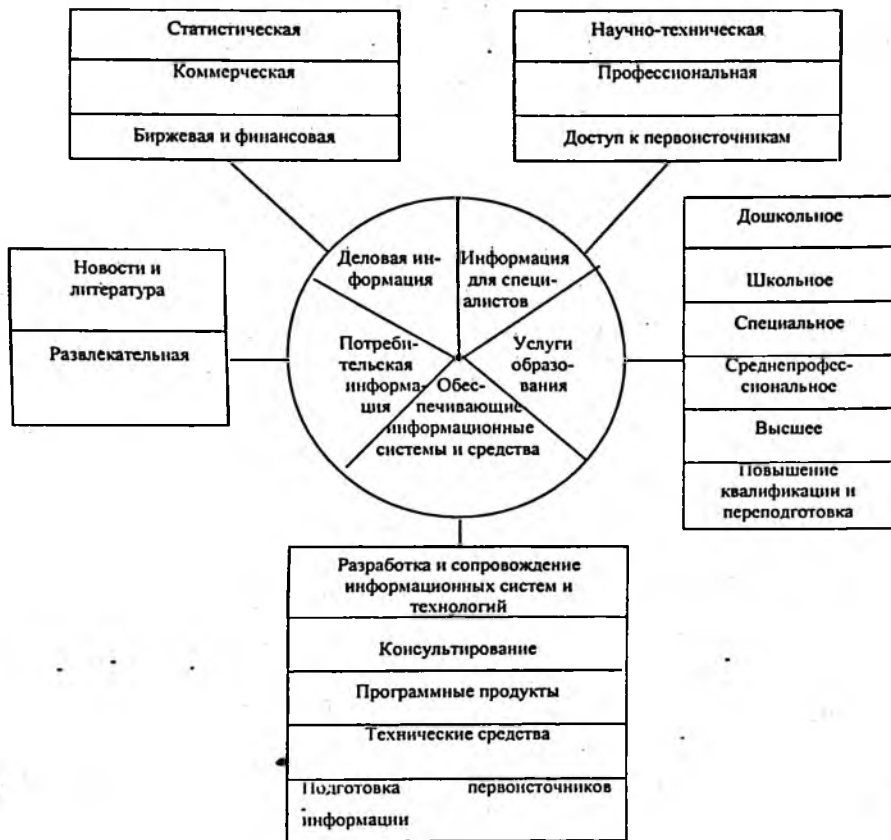 Статистическая
Коммерческая
Биржевая и финансовая
Научно-техническая
Профессиональная
Доступ к первоисточникам
Новости и
литература
Развлекательная
Деловая ин-
формация
Информация
для специ-
алистов
Потреби-
тельская
информа-
ция
Услуги
образо-
вания
Обес-
печивающие
информационные
системы и средства
Дошкольное
Школьное
Специальное
Среднепрофес-
сиональное
Высшее
Повышение
квалификации и
переподготовка
Разработка и сопровождение
информационных систем и
технологий
Консультирование
Программные продукты
Технические средства
Подготовка первоисточников
информации